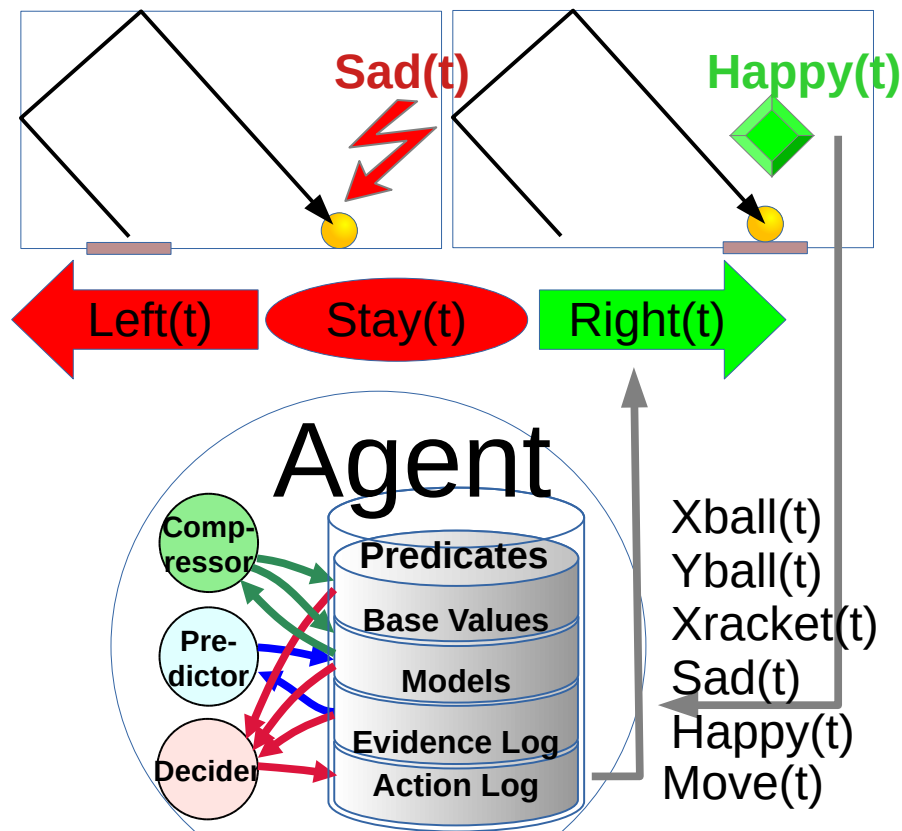 Sad(t)
Happy(t)
Left(t)
Stay(t)
Right(t)
Agent
Comp-
ressor
Pre-
dictor
Decider
Predicates
Base Values
Models
Evidence Log
Action Log
Xball(t)
Yball(t)
Xracket(t)
Sad(t)
Happy(t)
Move(t)